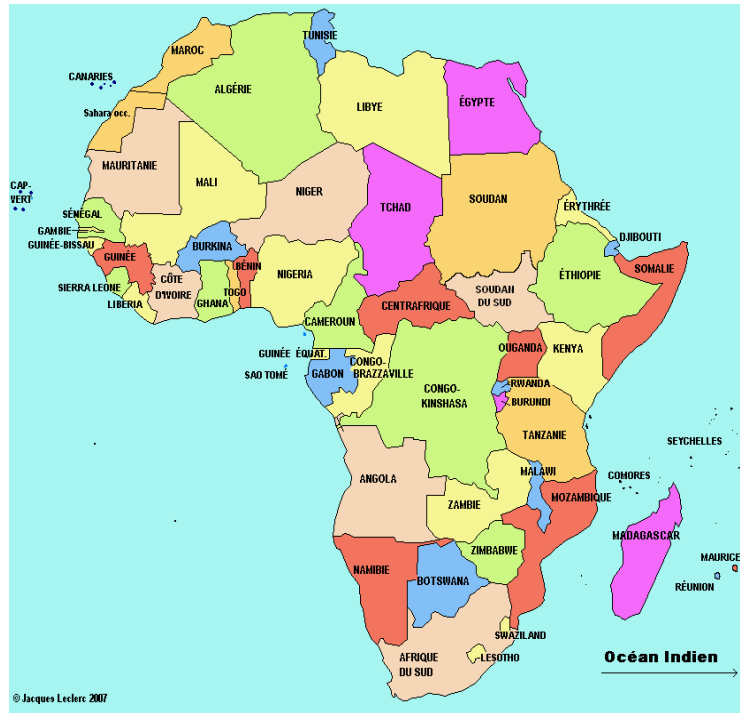 TUNISIE
MAROC
CANARIES
ALGÉRIE
LIBYE
ÉGYPTE
Sahara occ.
MAURITANIE
MALI
NIGER
TCHAD
SOUDAN
CAP-
VERT
ÉRYTHRÉE
SÉNÉGAL
GAMBIE
GUINÉE-BISSAU
GUINÉE
BURKINA
BÉNIN
NIGERIA
DJIBOUTI
SOMALIE
ÉTHIOPIE
SIERRA LEONE
LIBERIA
CÔTE
D'IVOIRE
GHANA
TOGO
CENTRAFRIQUE
SOUDAN
DU SUD
CAMEROUN
GUINÉE ÉQUAT.
SAO TOMÉ
GABON
CONGO-
BRAZZAVILLE
CONGO-
KINSHASA
OUGANDA
KENYA
RWANDA
BURUNDI
TANZANIE
SEYCHELLES
COMORES
ANGOLA
ZAMBIE
MALAWI
MOZAMBIQUE
MADAGASCAR
MAURICE
RÉUNION
NAMIBIE
BOTSWANA
ZIMBABWE
SWAZILAND
LESOTHO
AFRIQUE
DU SUD
Océan Indien
© Jacques Leclerc 2007